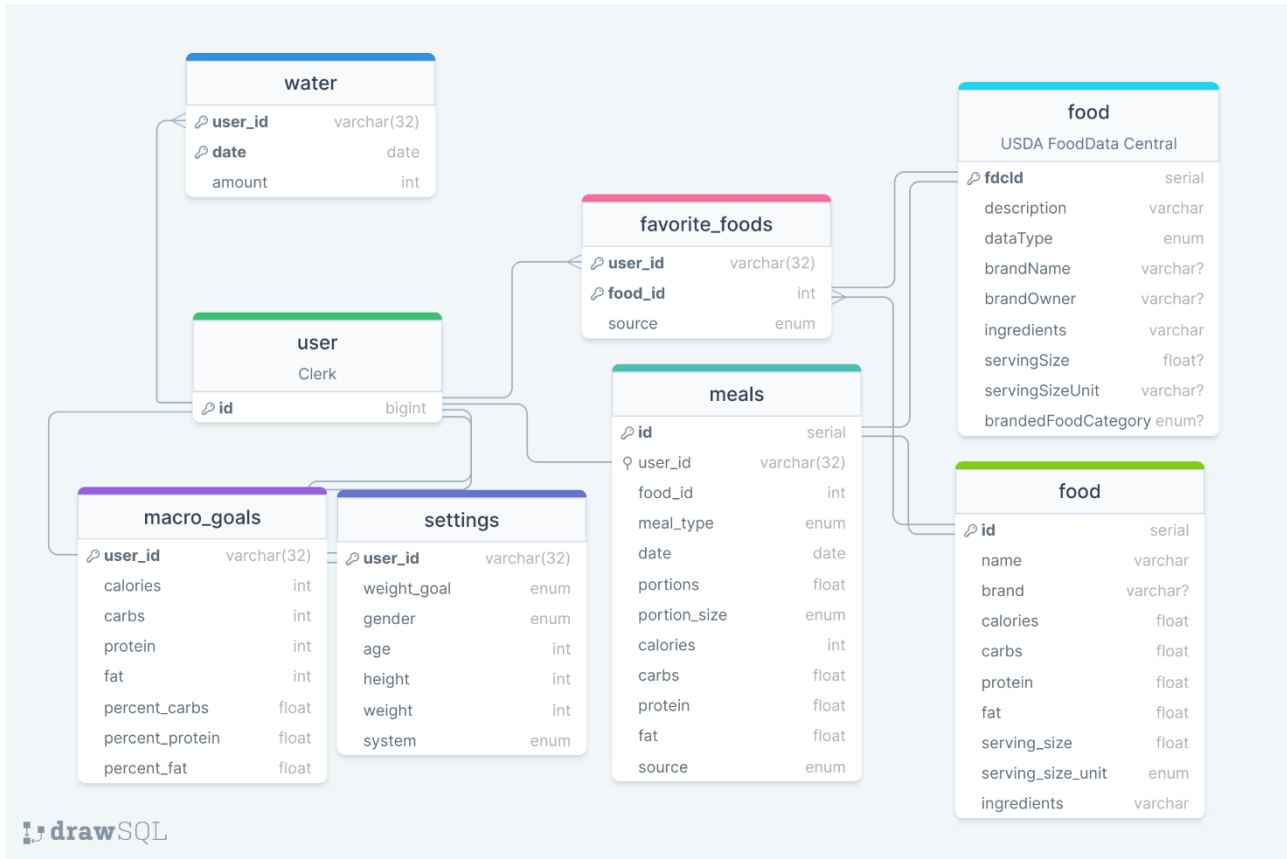 water
user_id varchar(32)
date date
amount int
user
Clerk
id bigint
macro_goals
user_id varchar(32)
calories int
carbs int
protein int
fat int
percent_carbs float
percent_protein float
percent_fat float
settings
user_id varchar(32)
weight_goal enum
gender enum
age int
height int
weight int
system enum
favorite_foods
user_id varchar(32)
food_id int
source enum
meals
id serial
user_id varchar(32)
food_id int
meal_type enum
date date
portions float
portion_size enum
calories int
carbs float
protein float
fat float
source enum
food
USDA FoodData Central
fdcId serial
description varchar
dataType enum
brandName varchar?
brandOwner varchar?
ingredients varchar
servingSize float?
servingSizeUnit varchar?
brandedFoodCategory enum?
food
id serial
name varchar
brand varchar?
calories float
carbs float
protein float
fat float
serving_size float
serving_size_unit enum
ingredients varchar
drawSQL